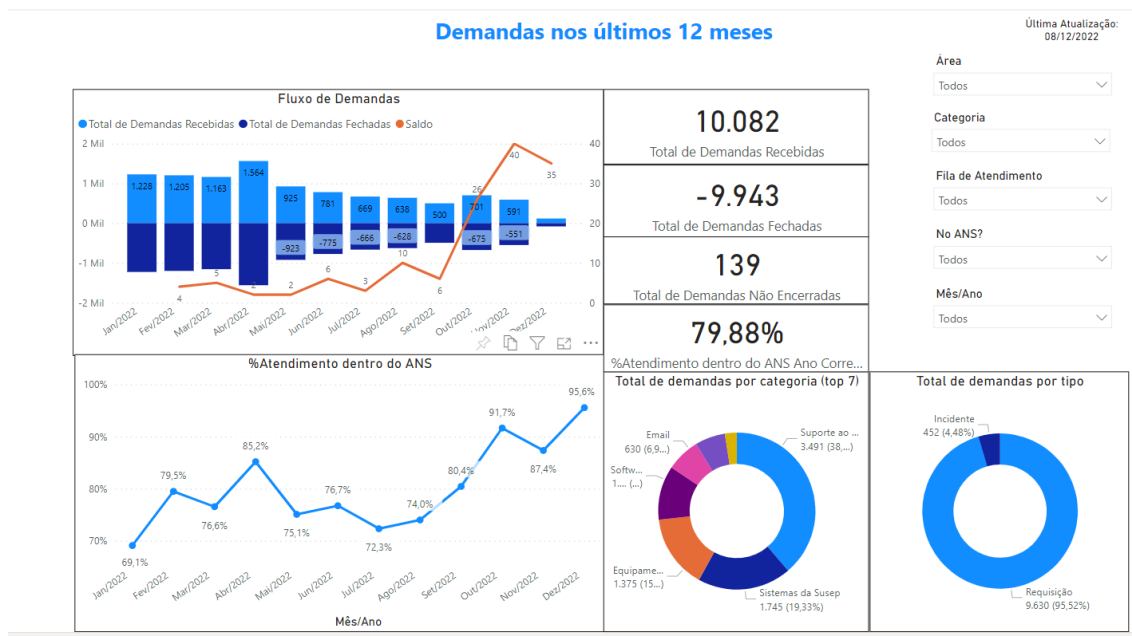 Demandas nos últimos 12 meses
Última Atualização:
08/12/2022
Área
Todos
Categoria
Todos
Fila de Atendimento
Todos
No ANS?
Todos
Mês/Ano
Todos
Fluxo de Demandas
Total de Demandas Recebidas Total de Demandas Fechadas Saldo
2 Mil
1 Mil
0 Mil
-1 Mil
-2 Mil
40
30
20
10
0
1.228
1.205
1.163
1.564
925
781
669
638
500
701
591
-923
-775
-666
-628
-675
-551
4
5
2
2
6
3
10
6
26
40
35
Jan/2022
Fev/2022
Mar/2022
Abr/2022
Mai/2022
Jun/2022
Jul/2022
Ago/2022
Set/2022
Out/2022
Dez/2022
10.082
Total de Demandas Recebidas
-9.943
Total de Demandas Fechadas
139
Total de Demandas Não Encerradas
79,88%
%Atendimento dentro do ANS Ano Corre...
%Atendimento dentro do ANS
100%
90%
80%
70%
69,1%
79,5%
76,6%
85,2%
75,1%
76,7%
72,3%
74,0%
80,4%
91,7%
87,4%
95,6%
Jan/2022
Fev/2022
Mar/2022
Abr/2022
Mai/2022
Jun/2022
Jul/2022
Ago/2022
Set/2022
Out/2022
Nov/2022
Dez/2022
Mês/Ano
Total de demandas por categoria (top 7)
Suporte ao ...
3.491 (38,...)
Sistemas da Susep
1.745 (19,33%)
Equipame...
1.375 (15...)
Softw...
1.... (...)
Email
630 (6,9...)
Total de demandas por tipo
Incidente
452 (4,48%)
Requisição
9.630 (95,52%)